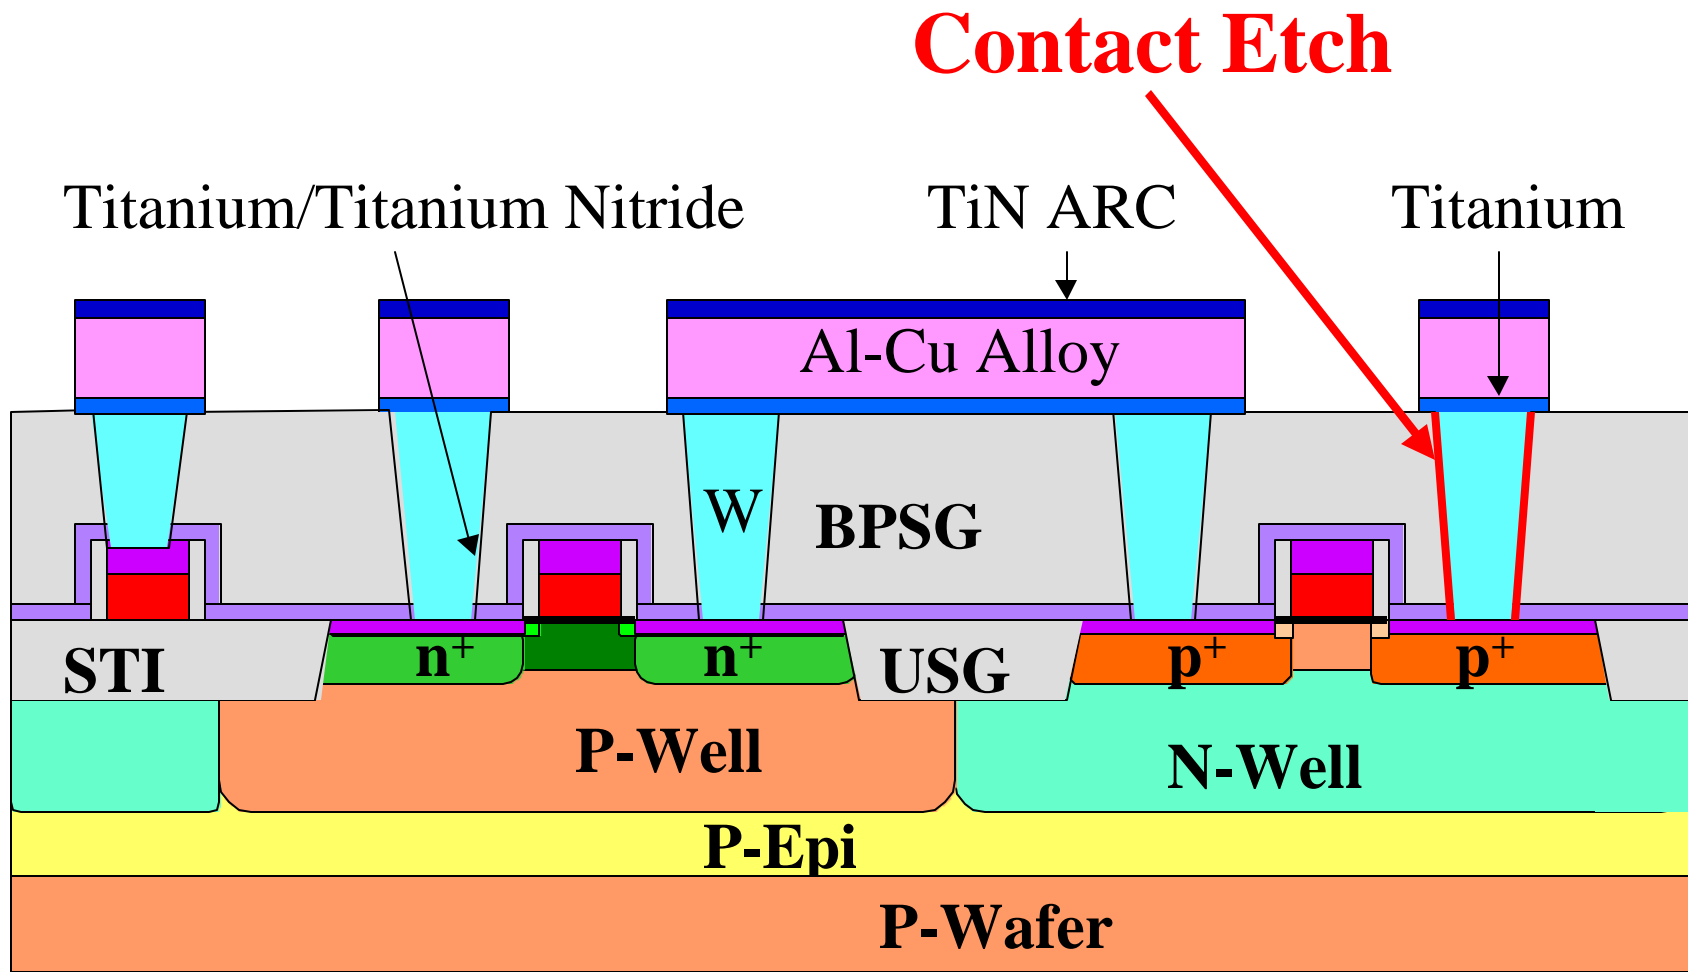 Contact Etch
Titanium/Titanium Nitride
TiN ARC
Titanium
Al-Cu Alloy
W
BPSG
STI
n+
n+
USG
p+
p+
P-Well
N-Well
P-Epi
P-Wafer